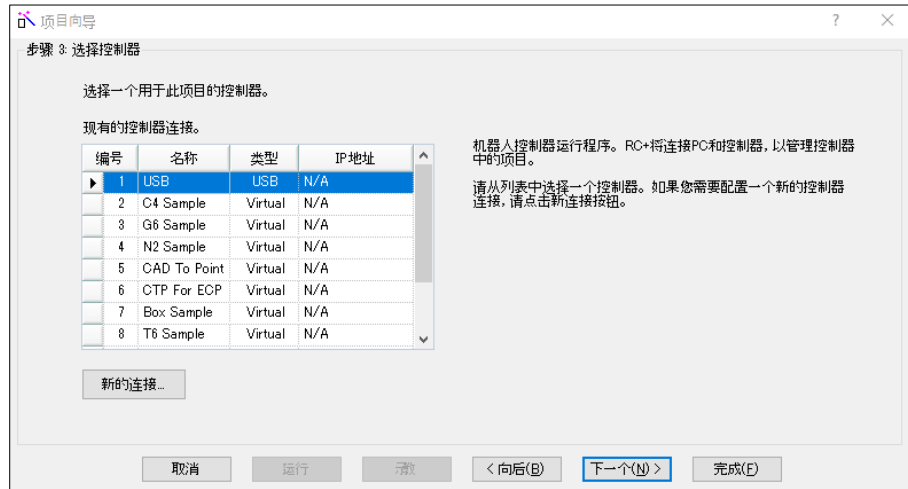 项目向导
?
步骤 3: 选择控制器
选择一个用于此项目的控制器。
现有的控制器连接。
编号 名称 类型 IP地址
1 USB USB N/A
2 C4 Sample Virtual N/A
3 G6 Sample Virtual N/A
4 N2 Sample Virtual N/A
5 CAD To Point Virtual N/A
6 CTP For ECP Virtual N/A
7 Box Sample Virtual N/A
8 T6 Sample Virtual N/A
机器人控制器运行程序。RC+将连接PC和控制器,以管理控制器
中的项目。
请从列表中选择一个控制器。如果您需要配置一个新的控制器
连接,请点击新连接按钮。
新的连接...
取消 运行 <向后(B) 下一个(N)> 完成(F)